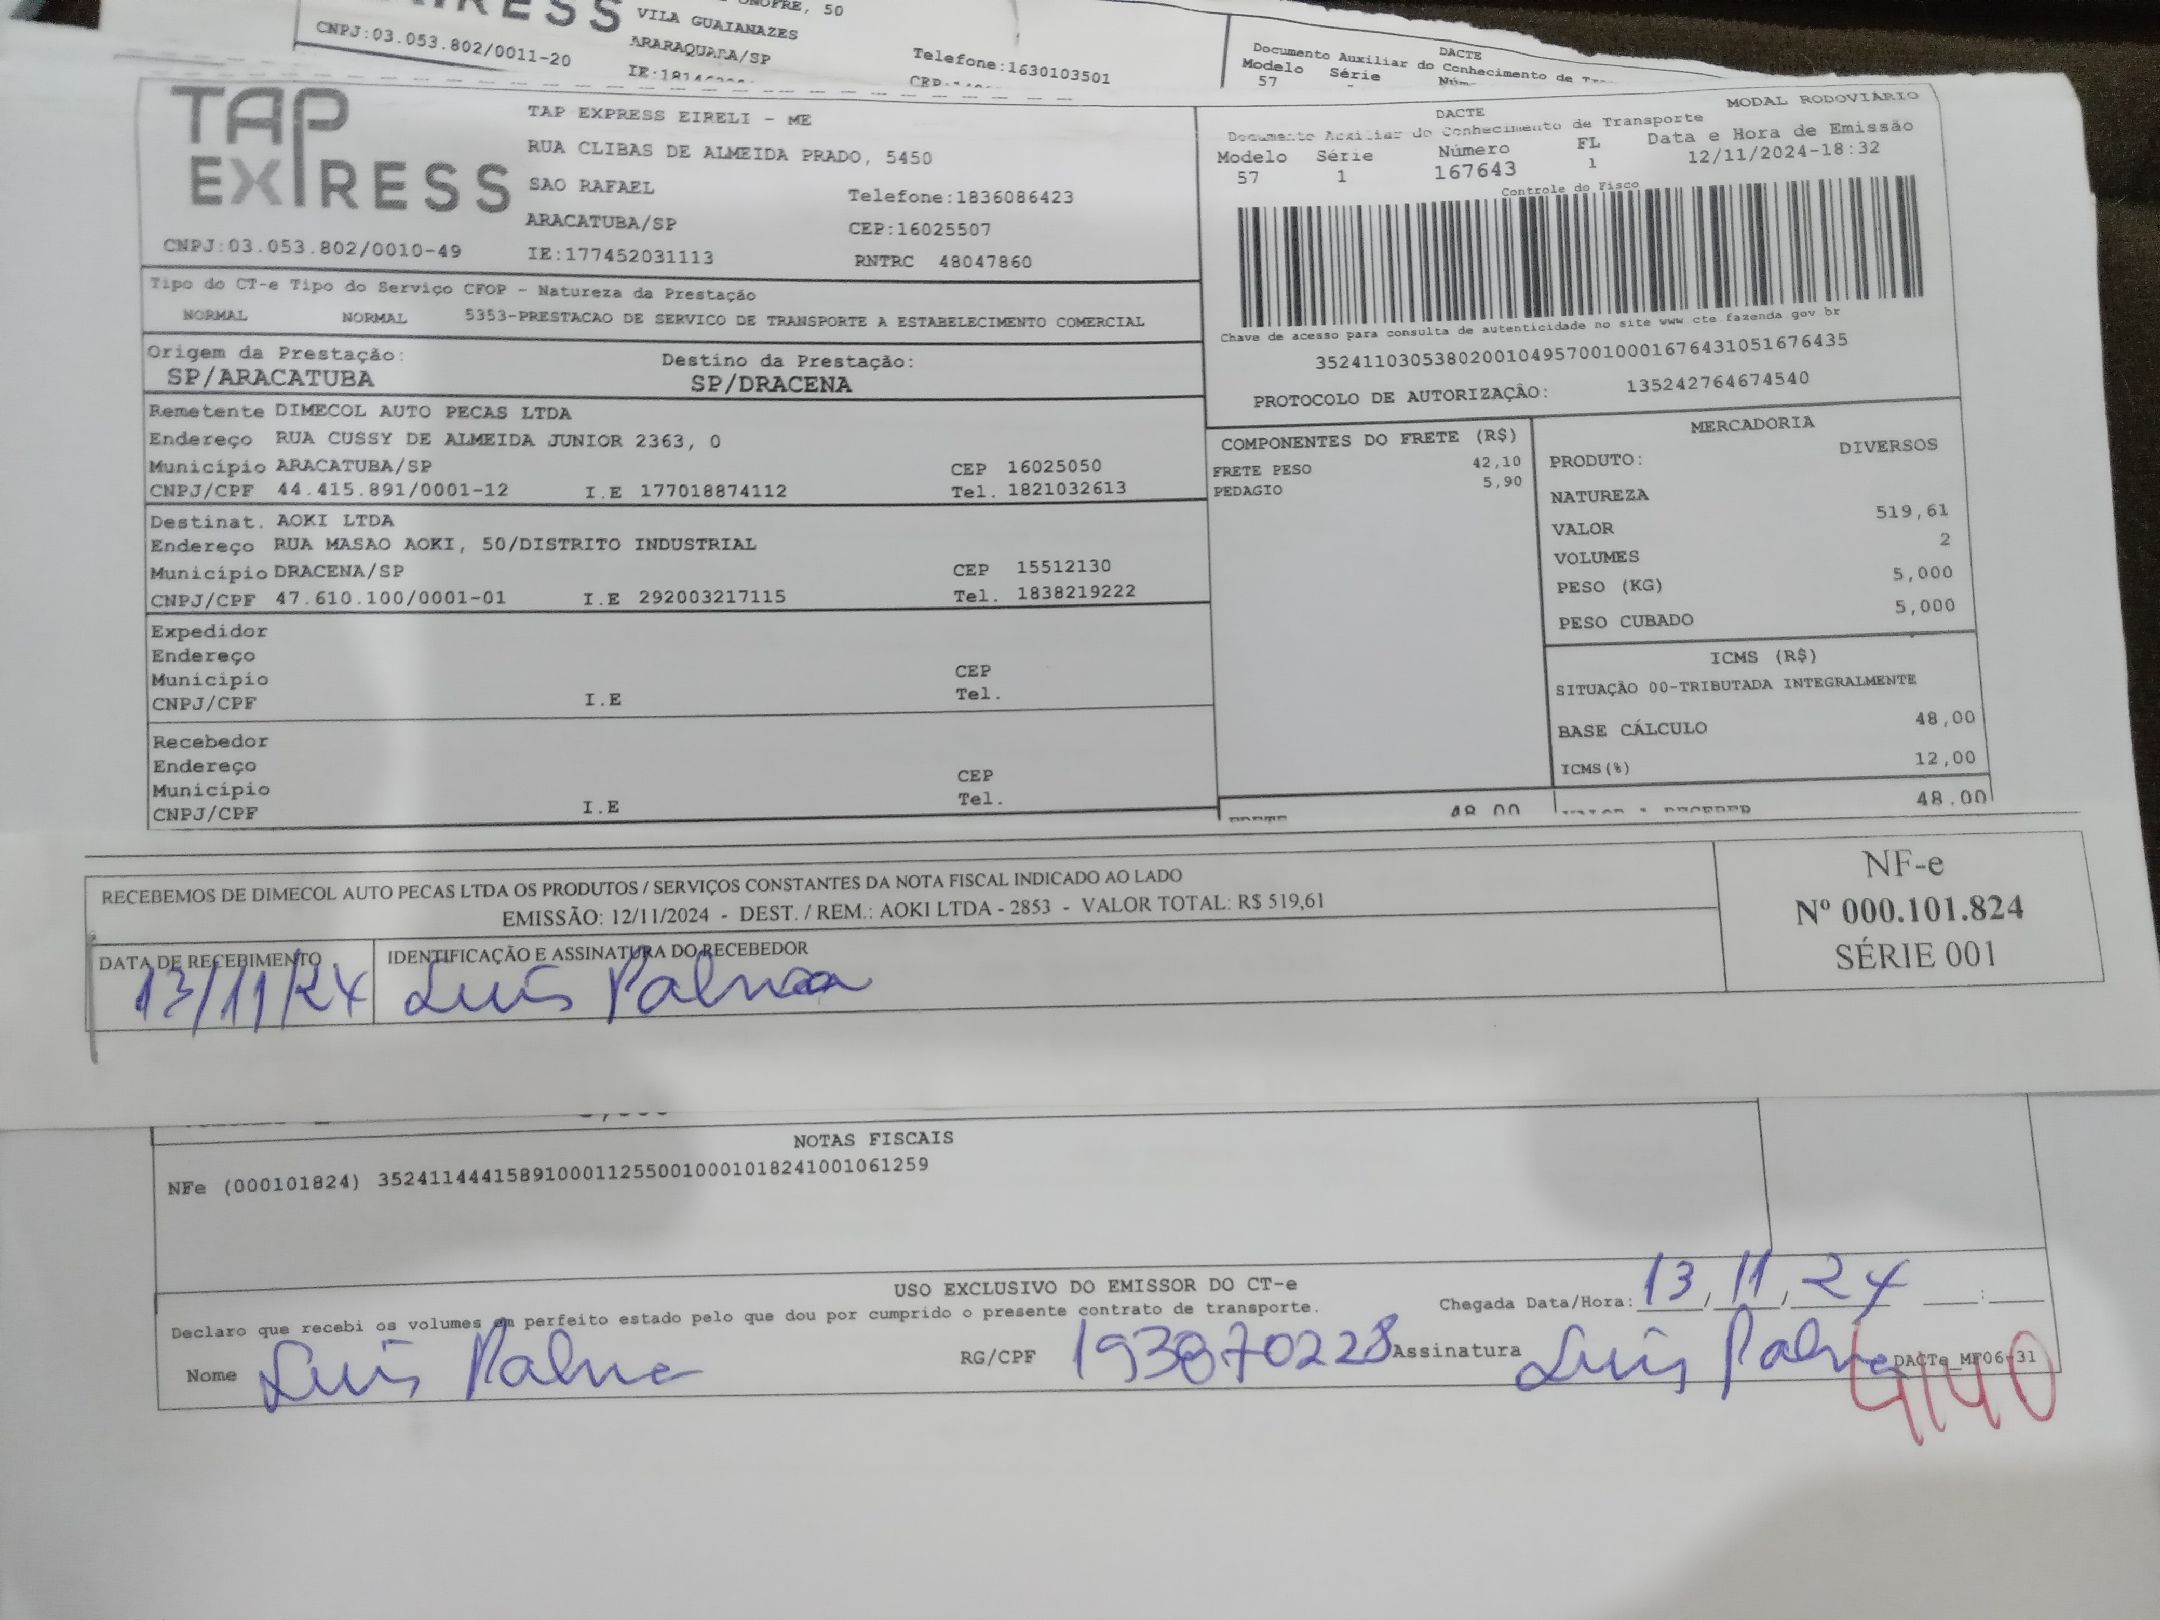 RESS
ONOFRE, 50
VILA GUAIANAZES
CNPJ:03.053.802/0011-20
ARARAQUARA/SP
Telefone:1630103501
DACTE
Documento Auxiliar do Conhecimento de
Modelo Série
57
TAP EXPRESS
TAP EXPRESS EIRELI - ME
RUA CLIBAS DE ALMEIDA PRADO, 5450
SAO RAFAEL Telefone:1836086423
ARACATUBA/SP CEP:16025507
CNPJ:03.053.802/0010-49 IE:177452031113 RNTRC 48047860
DACTE MODAL RODOVIÁRIO
Documento Auxiliar do Conhecimento de Transporte
Modelo Série Número FL Data e Hora de Emissão
57 1 167643 1 12/11/2024-18:32
Controle do Fisco
Chave de acesso para consulta de autenticidade no site www.cte.fazenda.gov.br
35241103053802001049570010001676431051676435
PROTOCOLO DE AUTORIZAÇÃO: 135242764674540
Tipo do CT-e Tipo do Serviço CFOP - Natureza da Prestação
NORMAL NORMAL 5353-PRESTACAO DE SERVICO DE TRANSPORTE A ESTABELECIMENTO COMERCIAL
Origem da Prestação: Destino da Prestação:
SP/ARACATUBA SP/DRACENA
Remetente DIMECOL AUTO PECAS LTDA
Endereço RUA CUSSY DE ALMEIDA JUNIOR 2363, 0
Município ARACATUBA/SP CEP 16025050
CNPJ/CPF 44.415.891/0001-12 I.E 177018874112 Tel. 1821032613
Destinat. AOKI LTDA
Endereço RUA MASAO AOKI, 50/DISTRITO INDUSTRIAL
Município DRACENA/SP CEP 15512130
CNPJ/CPF 47.610.100/0001-01 I.E 292003217115 Tel. 1838219222
Expedidor
Endereço
Município CEP
CNPJ/CPF I.E Tel.
Recebedor
Endereço
Município CEP
CNPJ/CPF I.E Tel.
COMPONENTES DO FRETE (R$)
FRETE PESO 42,10
PEDAGIO 5,90
48,00
MERCADORIA
PRODUTO: DIVERSOS
NATUREZA
VALOR 519,61
VOLUMES 2
PESO (KG) 5,000
PESO CUBADO 5,000
ICMS (R$)
SITUAÇÃO 00-TRIBUTADA INTEGRALMENTE
BASE CÁLCULO 48,00
ICMS(%) 12,00
VALOR A RECEBER 48,00
RECEBEMOS DE DIMECOL AUTO PECAS LTDA OS PRODUTOS / SERVIÇOS CONSTANTES DA NOTA FISCAL INDICADO AO LADO
EMISSÃO: 12/11/2024 - DEST. / REM.: AOKI LTDA - 2853 - VALOR TOTAL: R$ 519,61
NF-e
Nº 000.101.824
SÉRIE 001
DATA DE RECEBIMENTO IDENTIFICAÇÃO E ASSINATURA DO RECEBEDOR
13/11/24 Luis Palma
NOTAS FISCAIS
NFe (000101824) 35241144415891000112550010001018241001061259
USO EXCLUSIVO DO EMISSOR DO CT-e
Declaro que recebi os volumes em perfeito estado pelo que dou por cumprido o presente contrato de transporte. Chegada Data/Hora: 13, 11, 24 :
Nome Luis Palma RG/CPF 193870228 Assinatura Luis Palma DACTe_MF06-31
4140